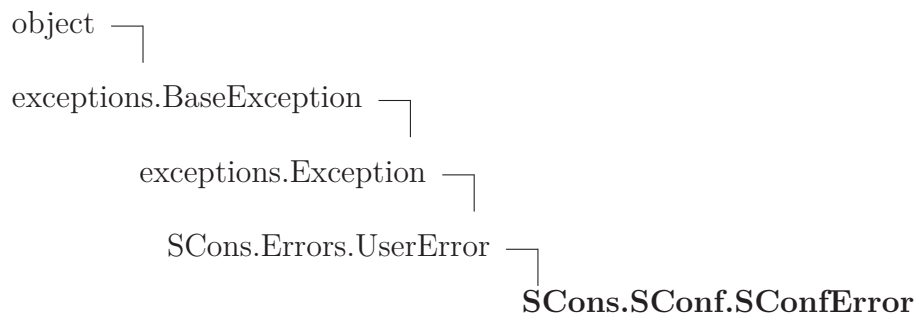 object
exceptions.BaseException
exceptions.Exception
SCons.Errors.UserError
SCons.SConf.SConfError